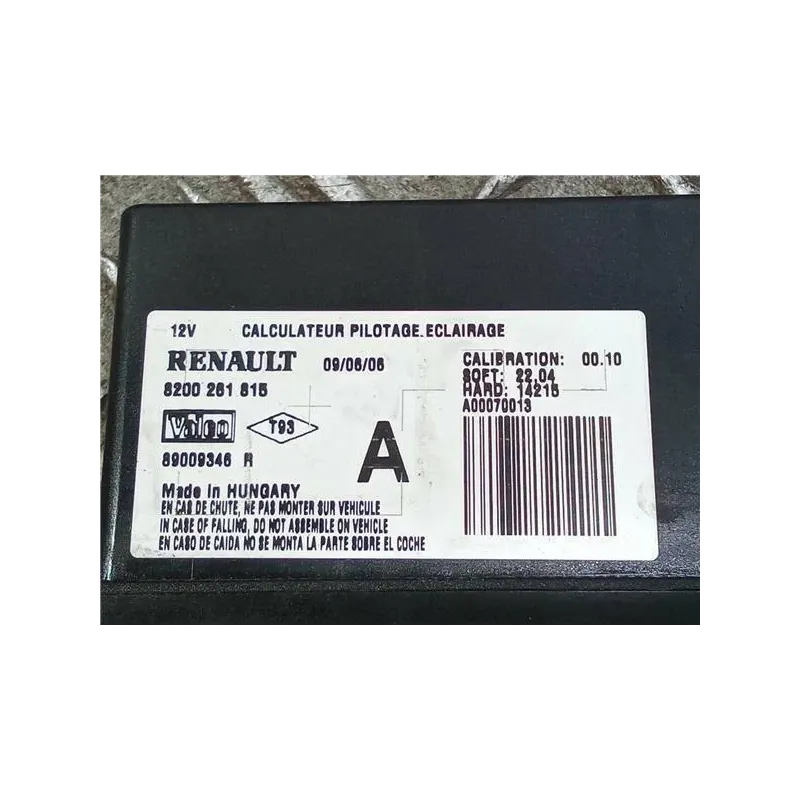 12V CALCULATEUR PILOTAGE ECLAIRAGE
RENAULT 09/06/06
8200 261 815
Valeo T93
89009346 R
A
Made in HUNGARY
EN CAS DE CHUTE, NE PAS MONTER SUR VEHICULE
IN CASE OF FALLING, DO NOT ASSEMBLE ON VEHICLE
EN CASO DE CAIDA NO SE MONTA LA PARTE SOBRE EL COCHE
CALIBRATION: 00.10
SOFT: 22.04
HARD: 14215
A00070013